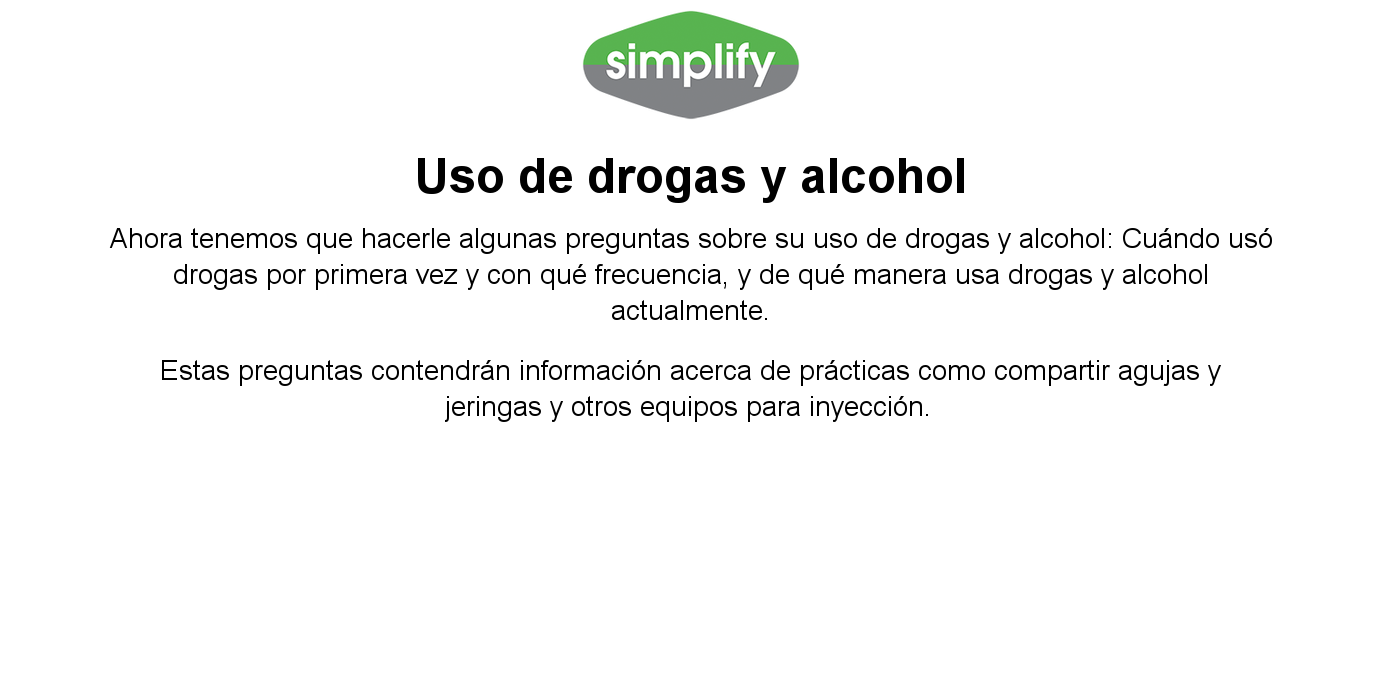 simplify
Uso de drogas y alcohol
Ahora tenemos que hacerle algunas preguntas sobre su uso de drogas y alcohol: Cuándo usó
drogas por primera vez y con qué frecuencia, y de qué manera usa drogas y alcohol
actualmente.
Estas preguntas contendrán información acerca de prácticas como compartir agujas y
jeringas y otros equipos para inyección.